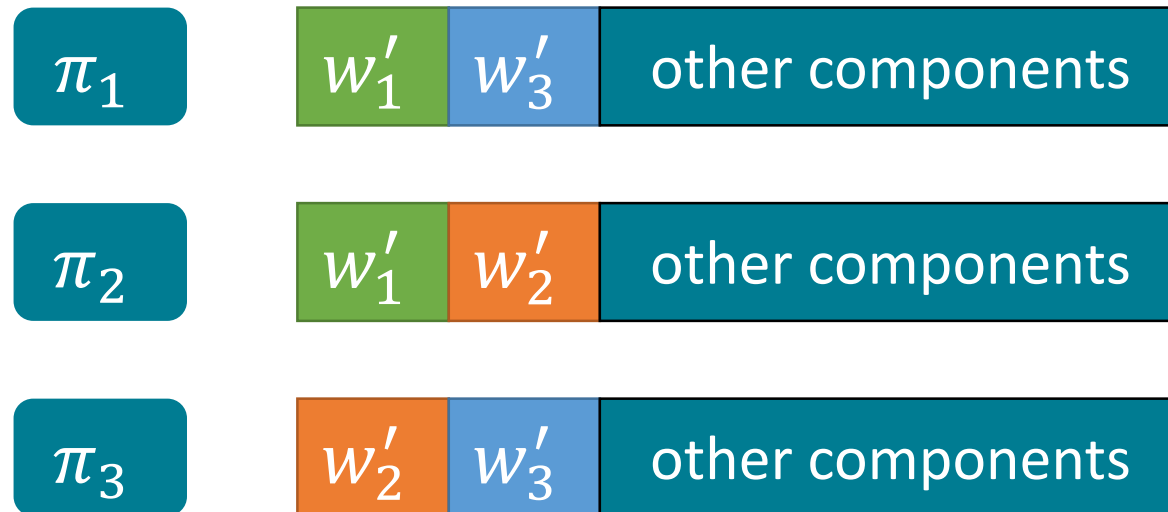 π₁ w′₁ w′₃ other components
π₂ w′₁ w′₂ other components
π₃ w′₂ w′₃ other components